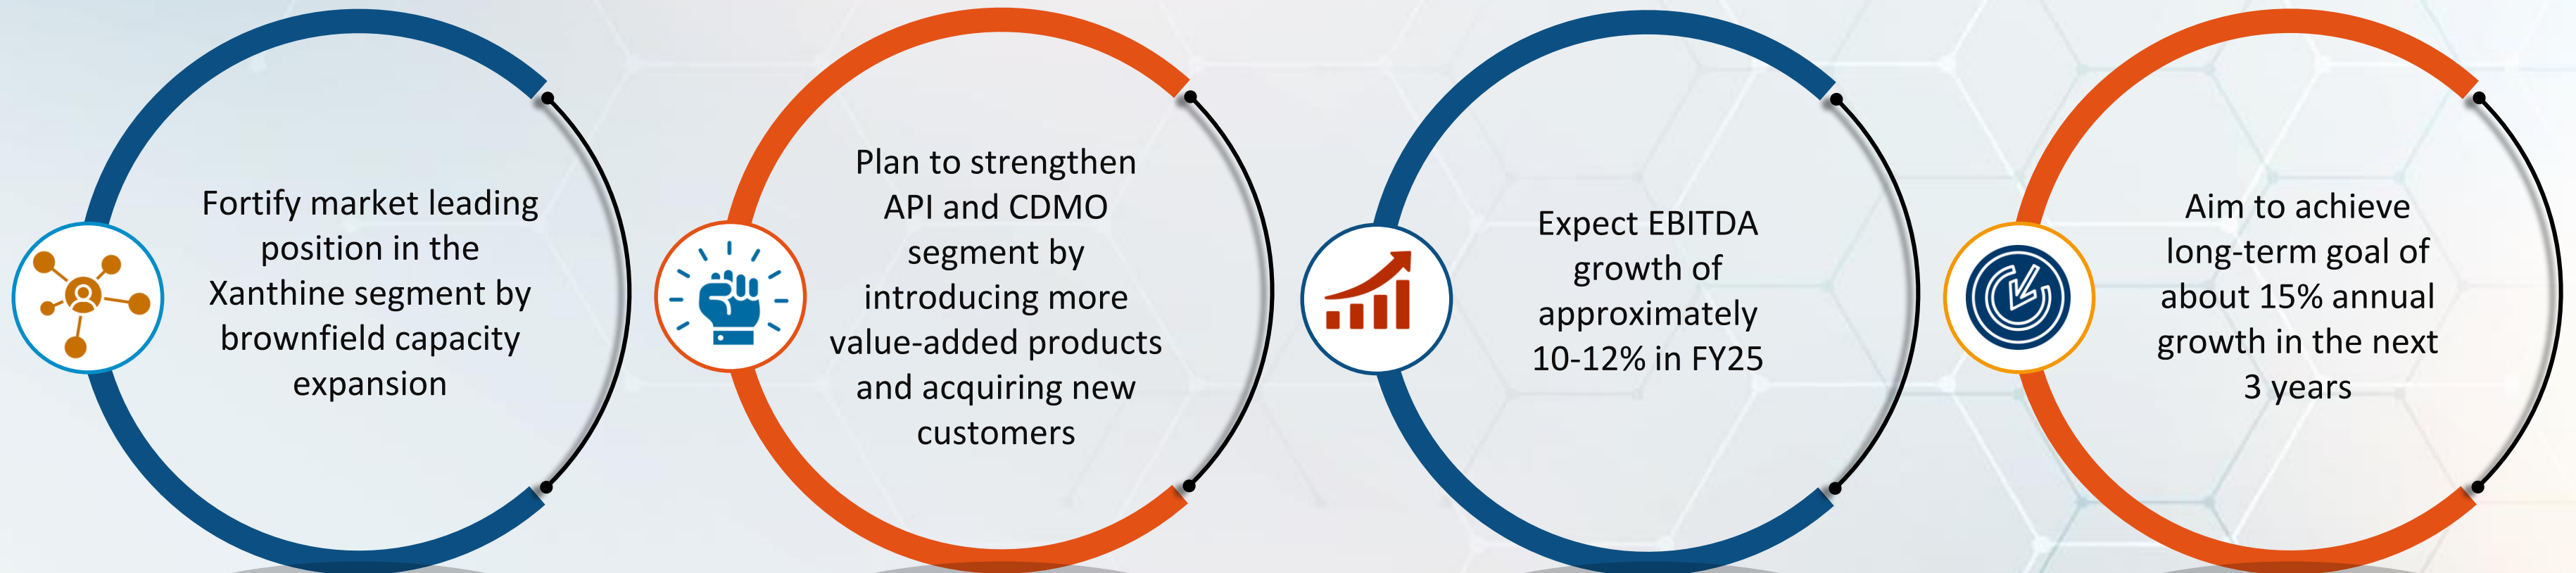 Fortify market leading
position in the
Xanthine segment by
brownfield capacity
expansion
Plan to strengthen
API and CDMO
segment by
introducing more
value-added products
and acquiring new
customers
Expect EBITDA
growth of
approximately
10-12% in FY25
Aim to achieve
long-term goal of
about 15% annual
growth in the next
3 years